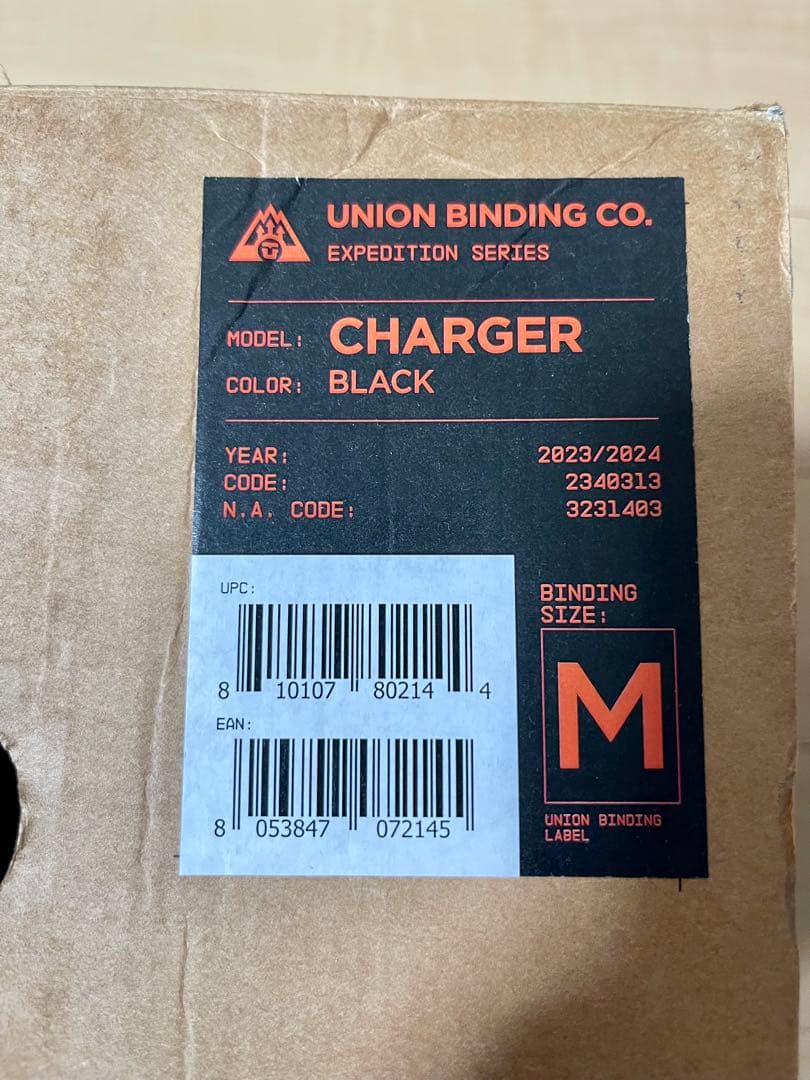 UNION BINDING CO.
EXPEDITION SERIES
MODEL: CHARGER
COLOR: BLACK
YEAR: 2023/2024
CODE: 2340313
N.A. CODE: 3231403
UPC:
8 10107 80214 4
EAN:
8 053847 072145
BINDING
SIZE:
M
UNION BINDING
LABEL